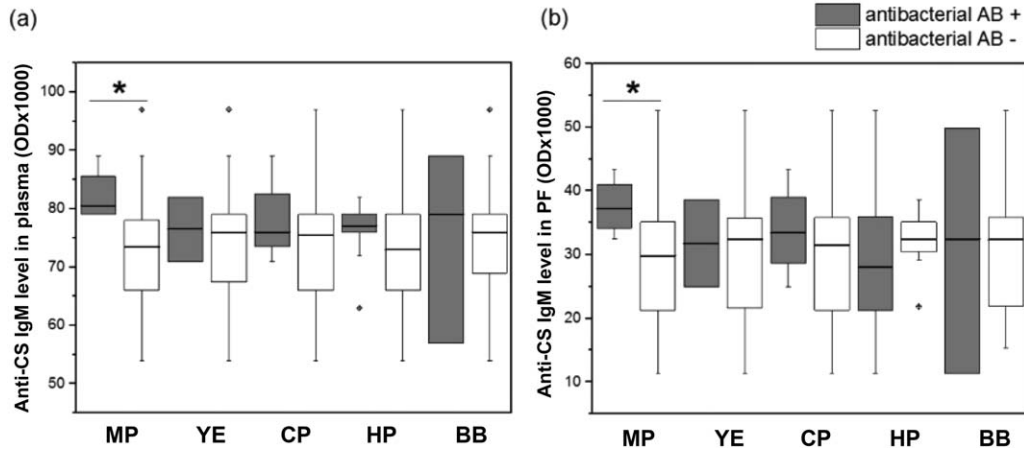 (a)
(b)
antibacterial AB +
antibacterial AB -
Anti-CS IgM level in plasma (ODx1000)
100
90
80
70
60
50
*
MP YE CP HP BB
Anti-CS IgM level in PF (ODx1000)
60
50
40
30
20
10
*
MP YE CP HP BB